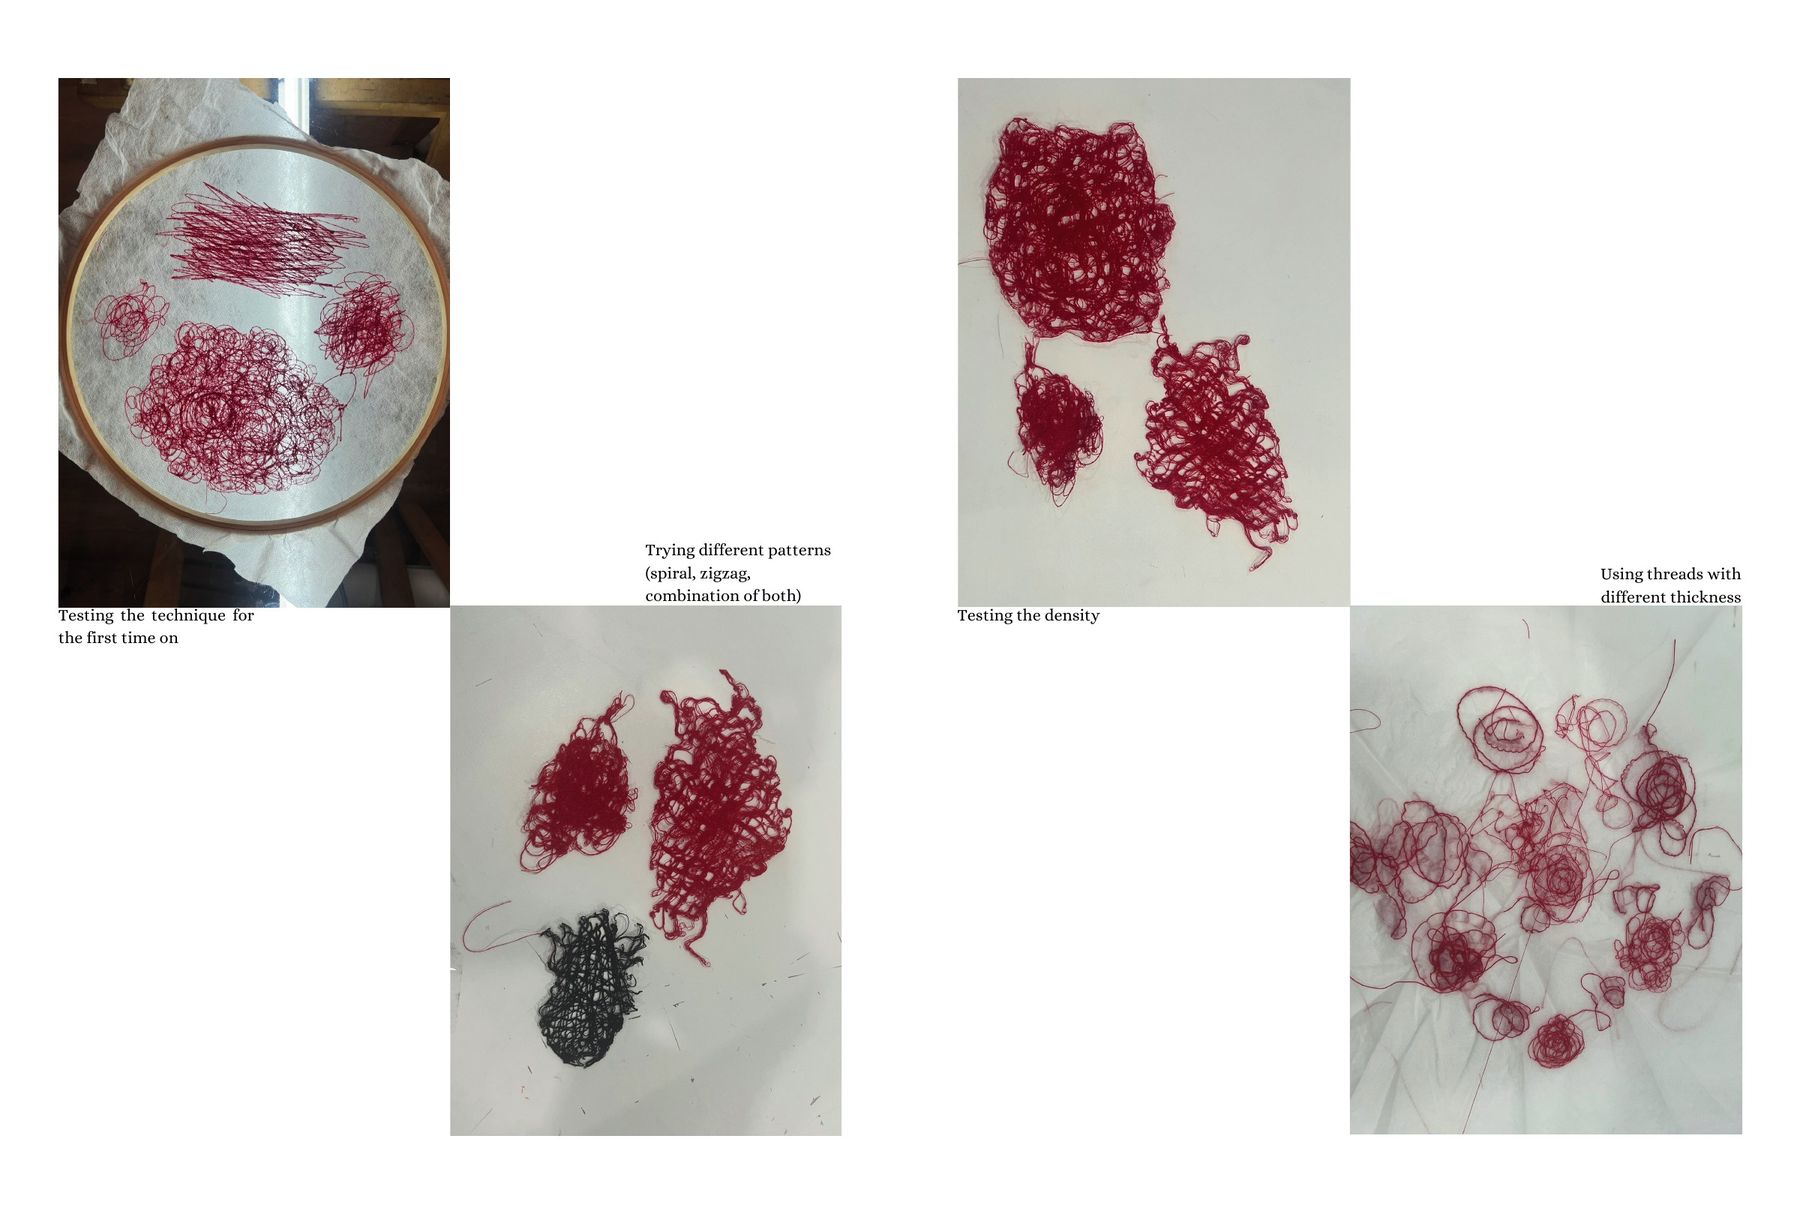 Trying different patterns
(spiral, zigzag,
combination of both)
Testing the technique for
the first time on
Using threads with
different thickness
Testing the density